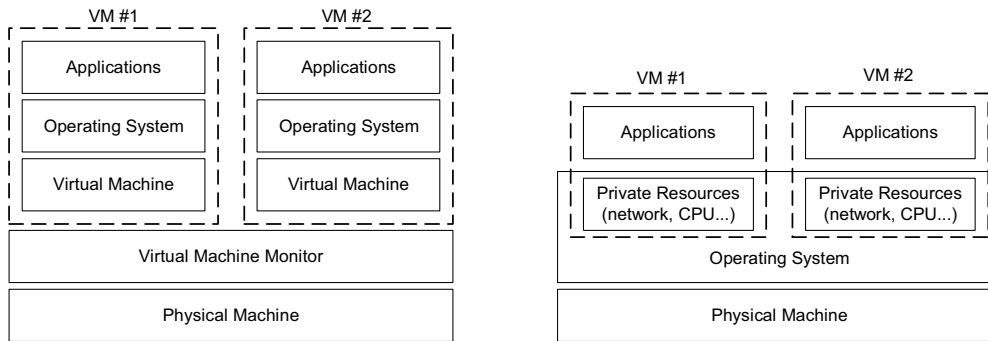 VM #1
VM #2
Applications
Applications
Operating System
Operating System
Virtual Machine
Virtual Machine
Virtual Machine Monitor
Physical Machine
VM #1
VM #2
Applications
Applications
Private Resources
(network, CPU...)
Private Resources
(network, CPU...)
Operating System
Physical Machine